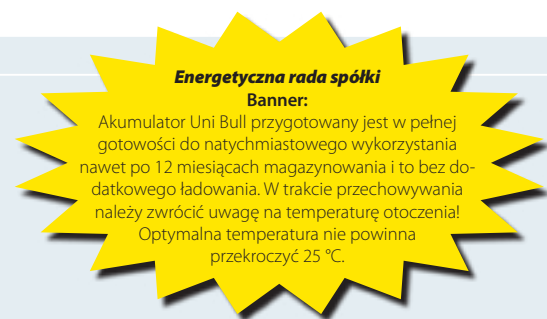 Energetyczna rada spółki
Banner:
Akumulator Uni Bull przygotowany jest w pełnej
gotowości do natychmiastowego wykorzystania
nawet po 12 miesiącach magazynowania i to bez do-
datkowego ładowania. W trakcie przechowywania
należy zwrócić uwagę na temperaturę otoczenia!
Optymalna temperatura nie powinna
przekroczyć 25 °C.